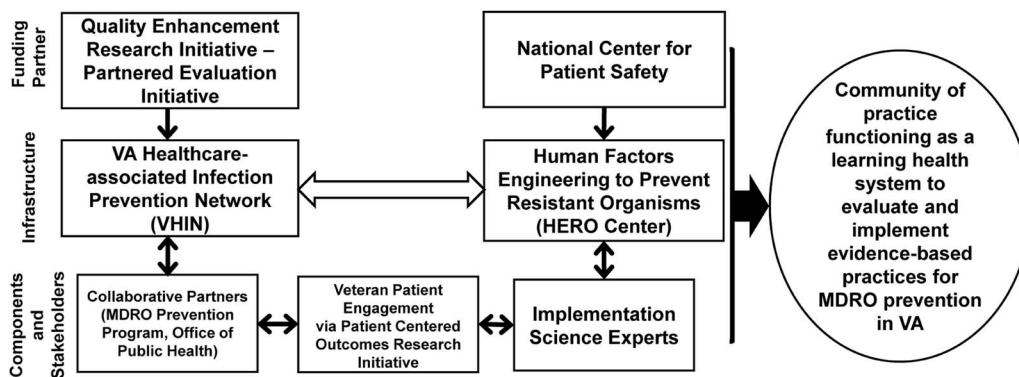 Funding
Partner
Quality Enhancement
Research Initiative –
Partnered Evaluation
Initiative
National Center for
Patient Safety
Infrastructure
VA Healthcare-
associated Infection
Prevention Network
(VHIN)
Human Factors
Engineering to Prevent
Resistant Organisms
(HERO Center)
Components
and
Stakeholders
Collaborative Partners
(MDRO Prevention
Program, Office of
Public Health)
Veteran Patient
Engagement
via Patient Centered
Outcomes Research
Initiative
Implementation
Science Experts
Community of
practice
functioning as a
learning health
system to
evaluate and
implement
evidence-based
practices for
MDRO prevention
in VA